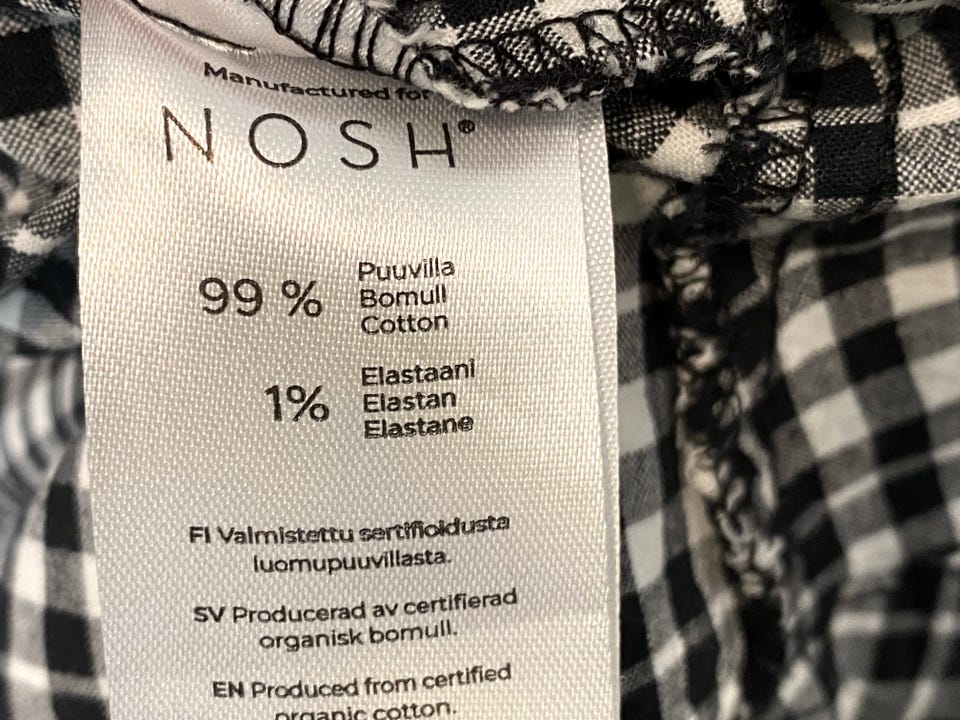 Manufactured for
NOSH®
99 % Puuvilla
Bomull
Cotton
1% Elastaani
Elastan
Elastane
FI Valmistettu sertifioidusta
luomupuuvillasta.
SV Producerad av certifierad
organisk bomull.
EN Produced from certified
organic cotton.